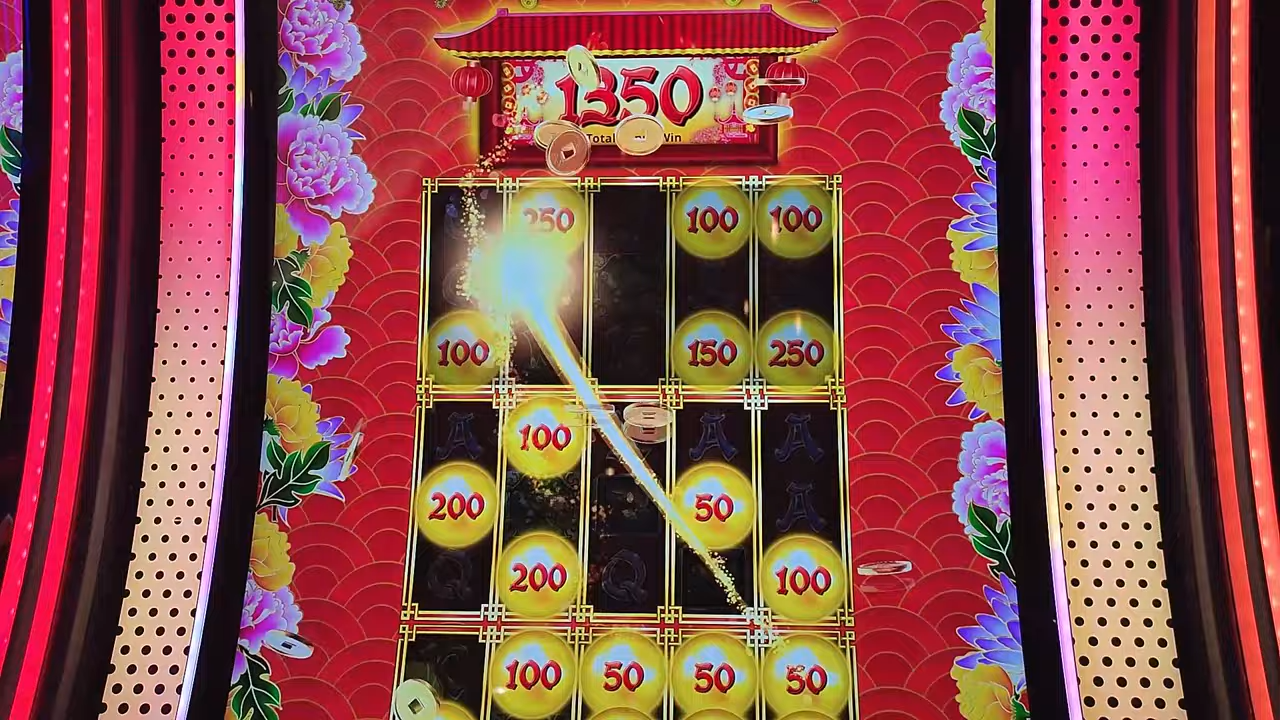 1350
Total Win
250 100 100
100 150 250
100 A A
200 50 A
Q 200 Q 100
100 50 50 50